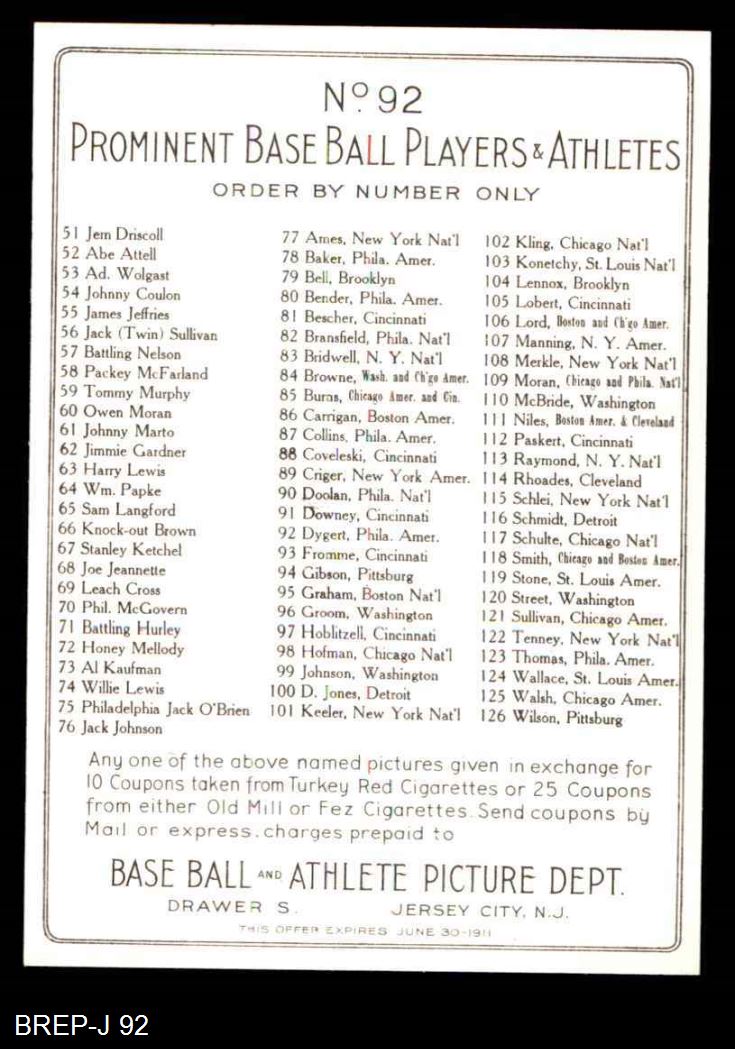 Nº 92
PROMINENT BASE BALL PLAYERS & ATHLETES
ORDER BY NUMBER ONLY
51 Jem Driscoll
52 Abe Attell
53 Ad. Wolgast
54 Johnny Coulon
55 James Jeffries
56 Jack (Twin) Sullivan
57 Battling Nelson
58 Packey McFarland
59 Tommy Murphy
60 Owen Moran
61 Johnny Marto
62 Jimmie Gardner
63 Harry Lewis
64 Wm. Papke
65 Sam Langford
66 Knock-out Brown
67 Stanley Ketchel
68 Joe Jeannette
69 Leach Cross
70 Phil. McGovern
71 Battling Hurley
72 Honey Mellody
73 Al Kaufman
74 Willie Lewis
75 Philadelphia Jack O'Brien
76 Jack Johnson
77 Ames, New York Nat'l
78 Baker, Phila. Amer.
79 Bell, Brooklyn
80 Bender, Phila. Amer.
81 Bescher, Cincinnati
82 Bransfield, Phila. Nat'l
83 Bridwell, N. Y. Nat'l
84 Browne, Wash. and Ch'go Amer.
85 Burns, Chicago Amer. and Cin.
86 Carrigan, Boston Amer.
87 Collins, Phila. Amer.
88 Coveleski, Cincinnati
89 Criger, New York Amer.
90 Doolan, Phila. Nat'l
91 Downey, Cincinnati
92 Dygert, Phila. Amer.
93 Fromme, Cincinnati
94 Gibson, Pittsburg
95 Graham, Boston Nat'l
96 Groom, Washington
97 Hoblitzell, Cincinnati
98 Hofman, Chicago Nat'l
99 Johnson, Washington
100 D. Jones, Detroit
101 Keeler, New York Nat'l
102 Kling, Chicago Nat'l
103 Konetchy, St. Louis Nat'l
104 Lennox, Brooklyn
105 Lobert, Cincinnati
106 Lord, Boston and Ch'go Amer.
107 Manning, N. Y. Amer.
108 Merkle, New York Nat'l
109 Moran, Chicago and Phila. Nat'l
110 McBride, Washington
111 Niles, Boston Amer. & Cleveland
112 Paskert, Cincinnati
113 Raymond, N. Y. Nat'l
114 Rhoades, Cleveland
115 Schlei, New York Nat'l
116 Schmidt, Detroit
117 Schulte, Chicago Nat'l
118 Smith, Chicago and Boston Amer.
119 Stone, St. Louis Amer.
120 Street, Washington
121 Sullivan, Chicago Amer.
122 Tenney, New York Nat'l
123 Thomas, Phila. Amer.
124 Wallace, St. Louis Amer.
125 Walsh, Chicago Amer.
126 Wilson, Pittsburg
Any one of the above named pictures given in exchange for
10 Coupons taken from Turkey Red Cigarettes or 25 Coupons
from either Old Mill or Fez Cigarettes. Send coupons by
Mail or express, charges prepaid to
BASE BALL AND ATHLETE PICTURE DEPT.
DRAWER S. JERSEY CITY, N.J.
THIS OFFER EXPIRES JUNE 30-1911
BREP-J 92